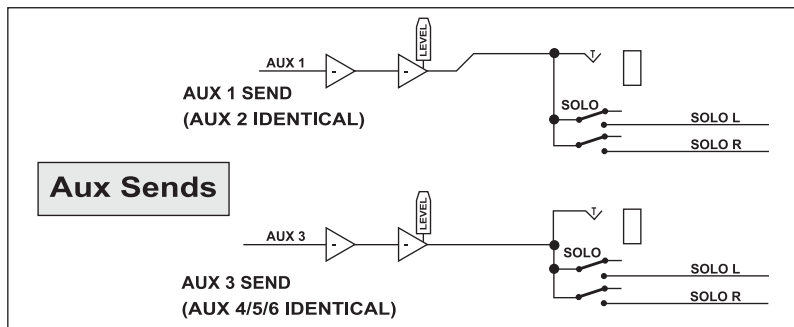 LEVEL
AUX 1
- -
T
AUX 1 SEND
(AUX 2 IDENTICAL)
SOLO
SOLO L
SOLO R
Aux Sends
LEVEL
AUX 3
- -
T
AUX 3 SEND
(AUX 4/5/6 IDENTICAL)
SOLO
SOLO L
SOLO R